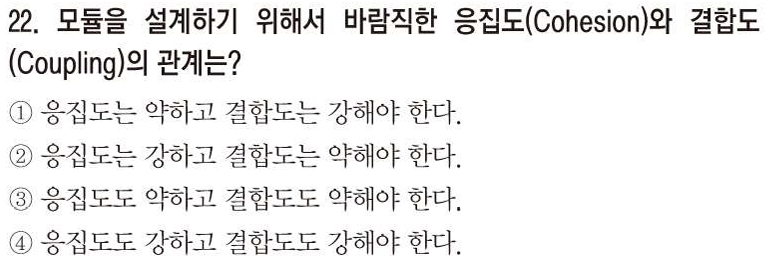 22. 모듈을 설계하기 위해서 바람직한 응집도(Cohesion)와 결합도
(Coupling)의 관계는?
① 응집도는 약하고 결합도는 강해야 한다.
② 응집도는 강하고 결합도는 약해야 한다.
③ 응집도도 약하고 결합도도 약해야 한다.
④ 응집도도 강하고 결합도도 강해야 한다.